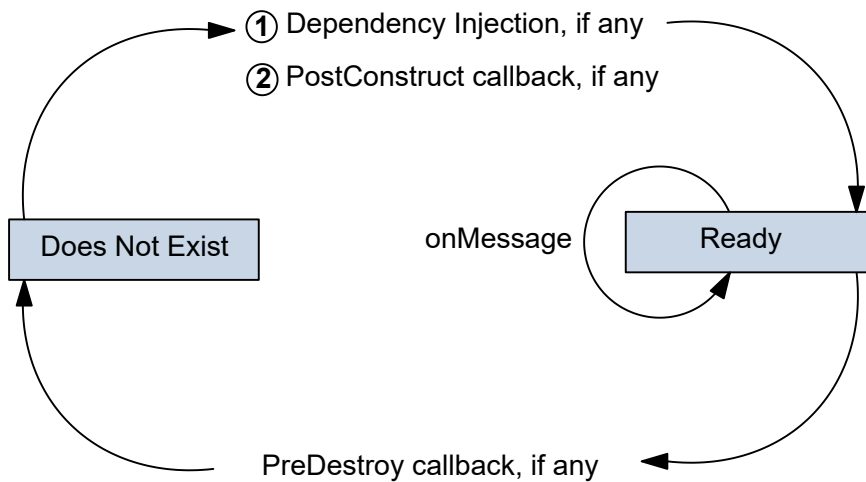 ① Dependency Injection, if any
② PostConstruct callback, if any
Does Not Exist
onMessage
Ready
PreDestroy callback, if any